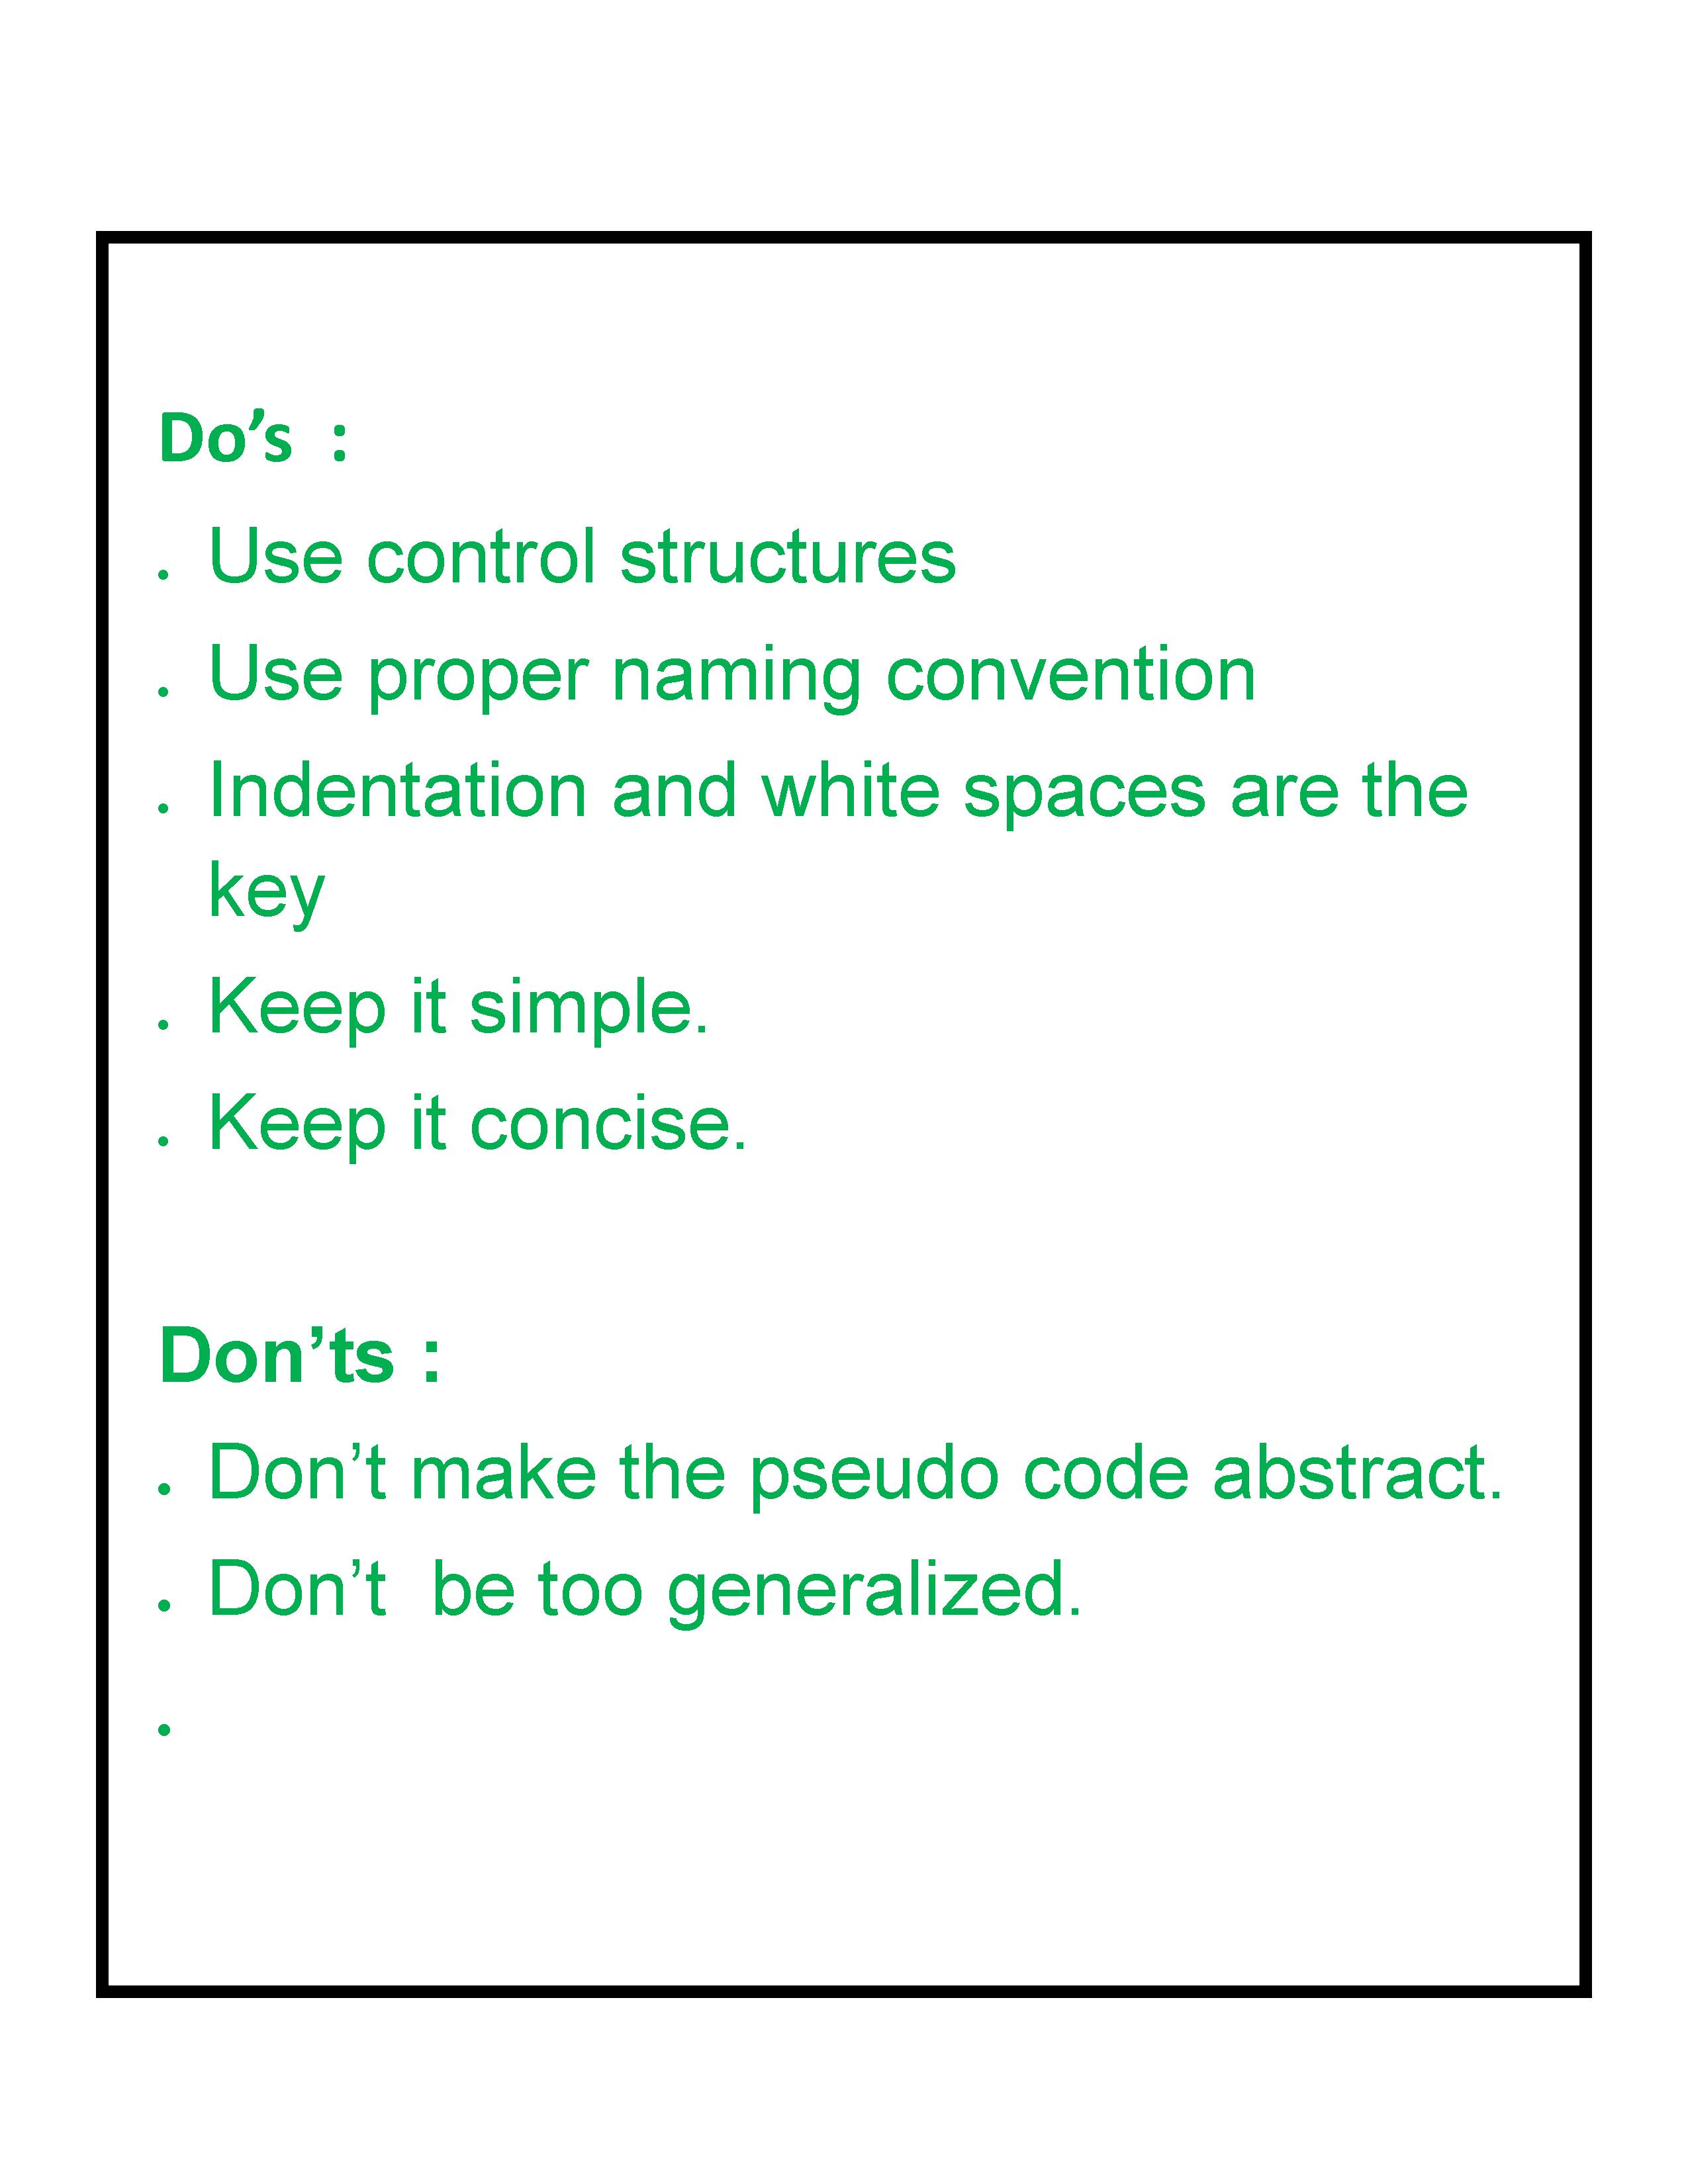 Do’s  :
. Use control structures
. Use proper naming convention
. Indentation and white spaces are the
key
. Keep it simple.
. Keep it concise.
Don’ts :
. Don’t make the pseudo code abstract.
. Don’t  be too generalized.
.